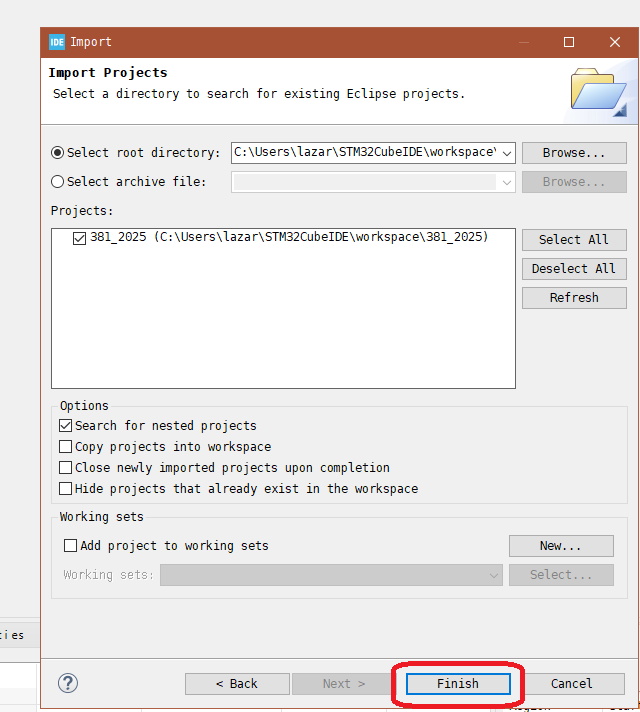 IDE Import
Import Projects
Select a directory to search for existing Eclipse projects.
Select root directory: C:\Users\lazar\STM32CubeIDE\workspace\ Browse...
Select archive file: Browse...
Projects:
381_2025 (C:\Users\lazar\STM32CubeIDE\workspace\381_2025)
Select All
Deselect All
Refresh
Options
Search for nested projects
Copy projects into workspace
Close newly imported projects upon completion
Hide projects that already exist in the workspace
Working sets
Add project to working sets New...
Working sets: Select...
ties
? < Back Next > Finish Cancel